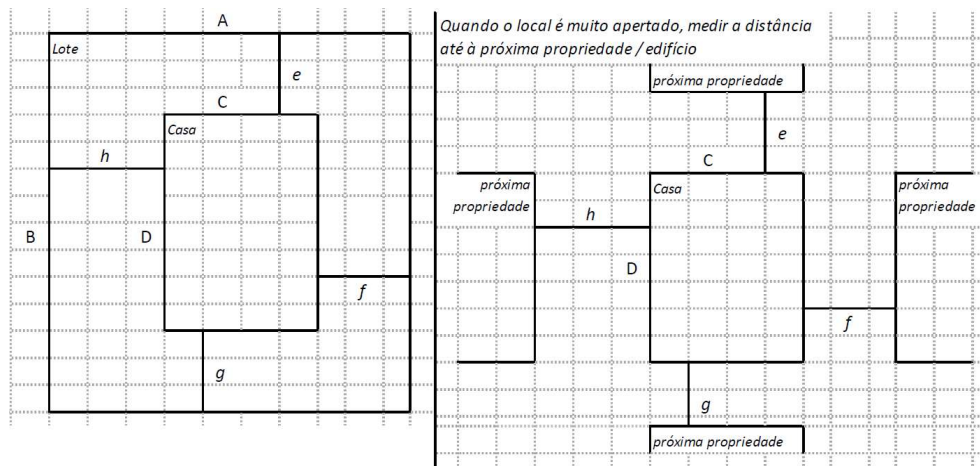 A
Lote
e
C
Casa
h
B
D
f
g
Quando o local é muito apertado, medir a distância
até à próxima propriedade / edifício
próxima propriedade
e
C
próxima
propriedade
Casa
próxima
propriedade
h
D
f
g
próxima propriedade